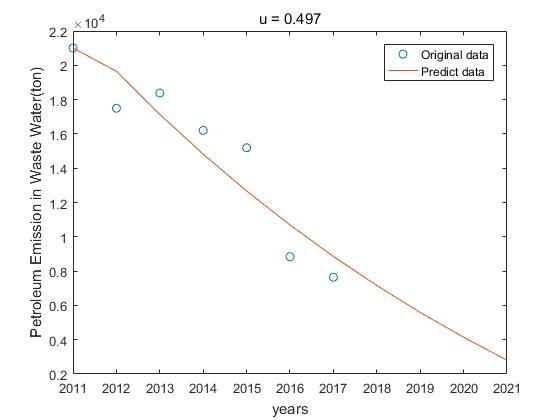 u = 0.497
×10⁴
2.2
2
1.8
1.6
1.4
1.2
1
0.8
0.6
0.4
0.2
Petroleum Emission in Waste Water(ton)
Original data
Predict data
2011 2012 2013 2014 2015 2016 2017 2018 2019 2020 2021
years